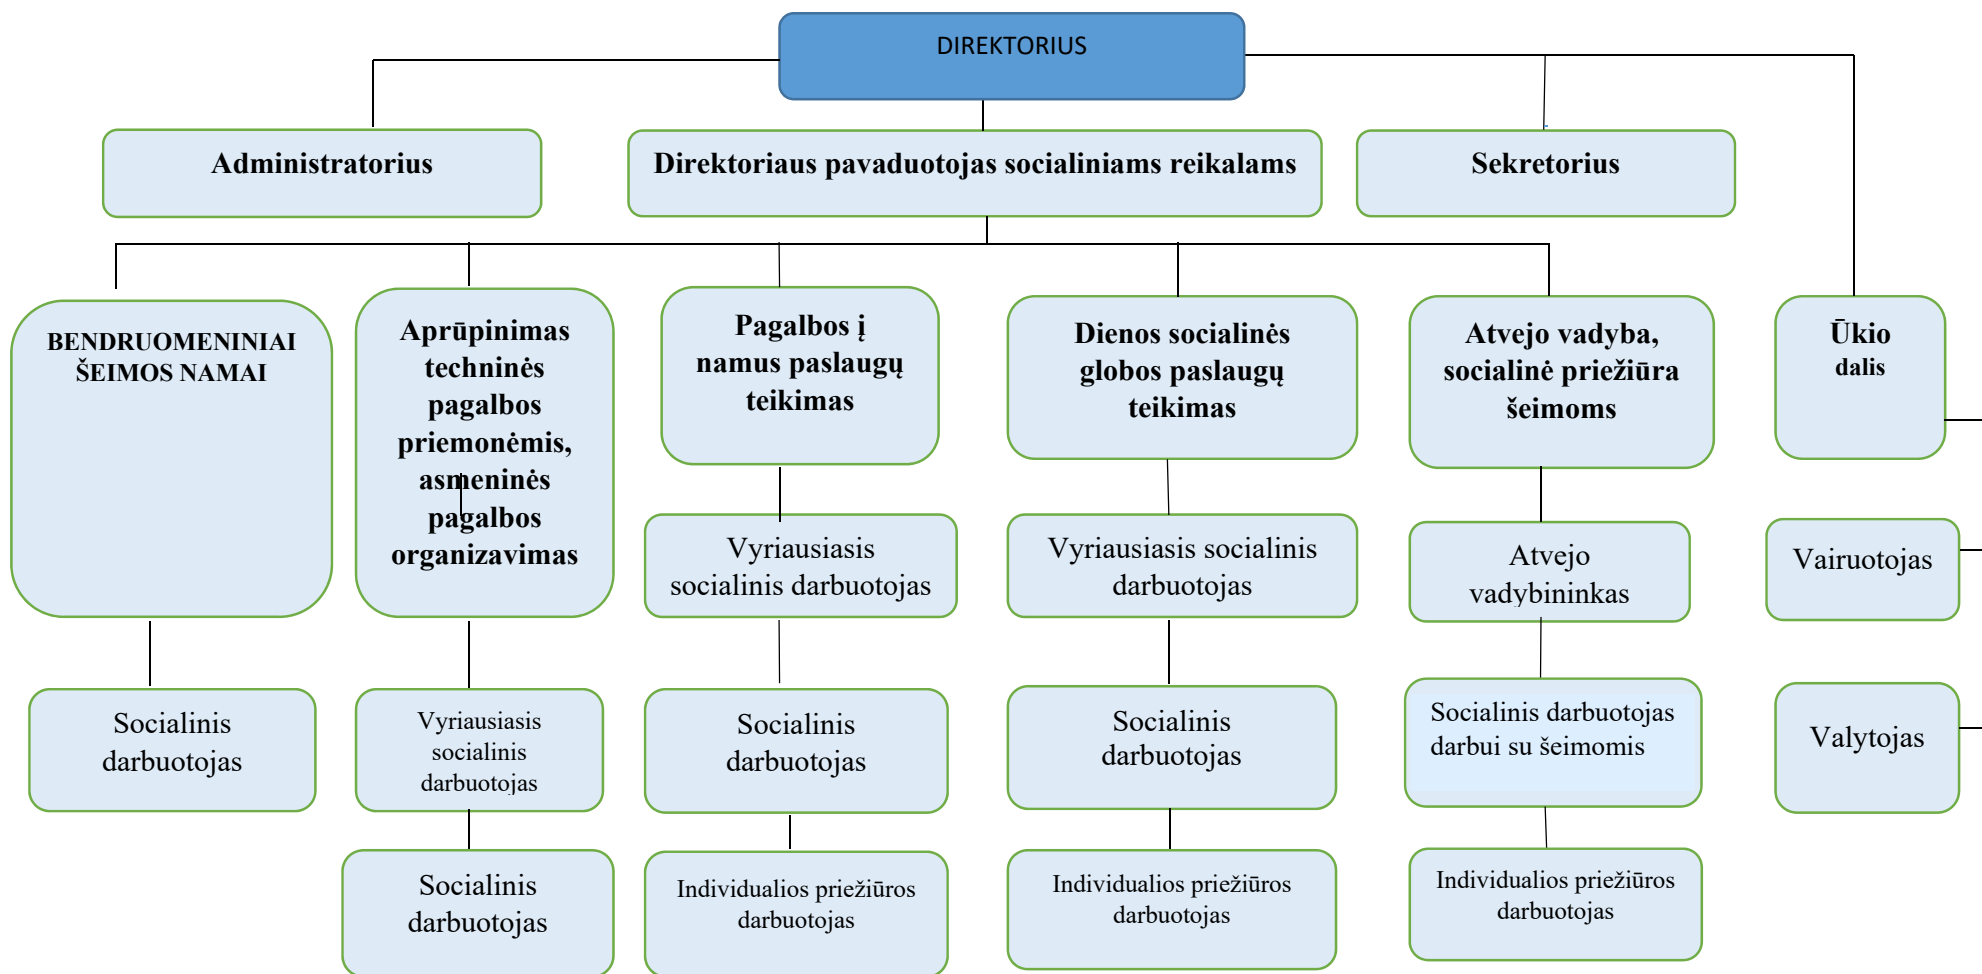 DIREKTORIUS
Administratorius
Direktoriaus pavaduotojas socialiniams reikalams
Sekretorius
BENDRUOMENINIAI
ŠEIMOS NAMAI
Aprūpinimas
techninės
pagalbos
priemonėmis,
asmeninės
pagalbos
organizavimas
Pagalbos į
namus paslaugų
teikimas
Dienos socialinės
globos paslaugų
teikimas
Atvejo vadyba,
socialinė priežiūra
šeimoms
Ūkio
dalis
Vyriausiasis
socialinis darbuotojas
Vyriausiasis socialinis
darbuotojas
Atvejo
vadybininkas
Vairuotojas
Socialinis
darbuotojas
Vyriausiasis
socialinis
darbuotojas
Socialinis
darbuotojas
Socialinis
darbuotojas
Socialinis darbuotojas
darbui su šeimomis
Valytojas
Socialinis
darbuotojas
Individualios priežiūros
darbuotojas
Individualios priežiūros
darbuotojas
Individualios priežiūros
darbuotojas